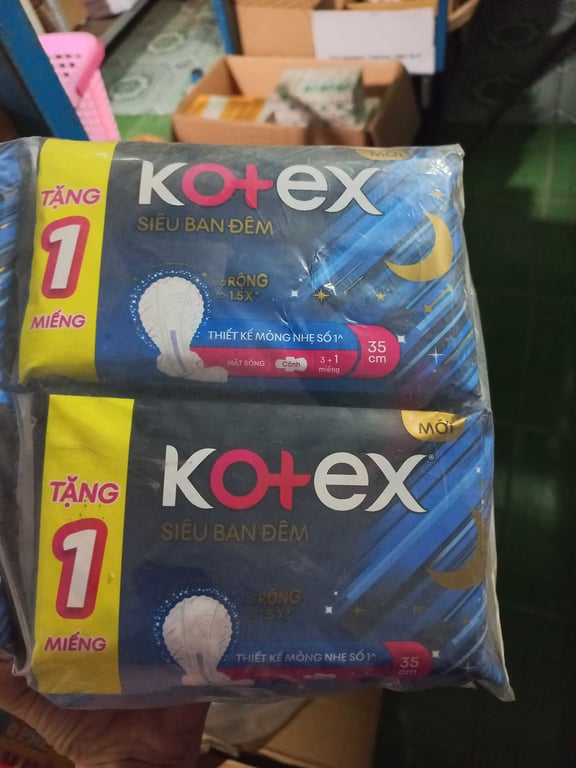 MỚI
TẶNG
1
MIẾNG
KOTEX
SIÊU BAN ĐÊM
RỘNG
1.5X
THIẾT KẾ MỎNG NHẸ SỐ 1^
MẶT BÔNG
Cánh
3+1
miếng
35
cm
MỚI
TẶNG
1
MIẾNG
KOTEX®
SIÊU BAN ĐÊM
RỘNG
1.5X
THIẾT KẾ MỎNG NHẸ SỐ 1^
35
cm